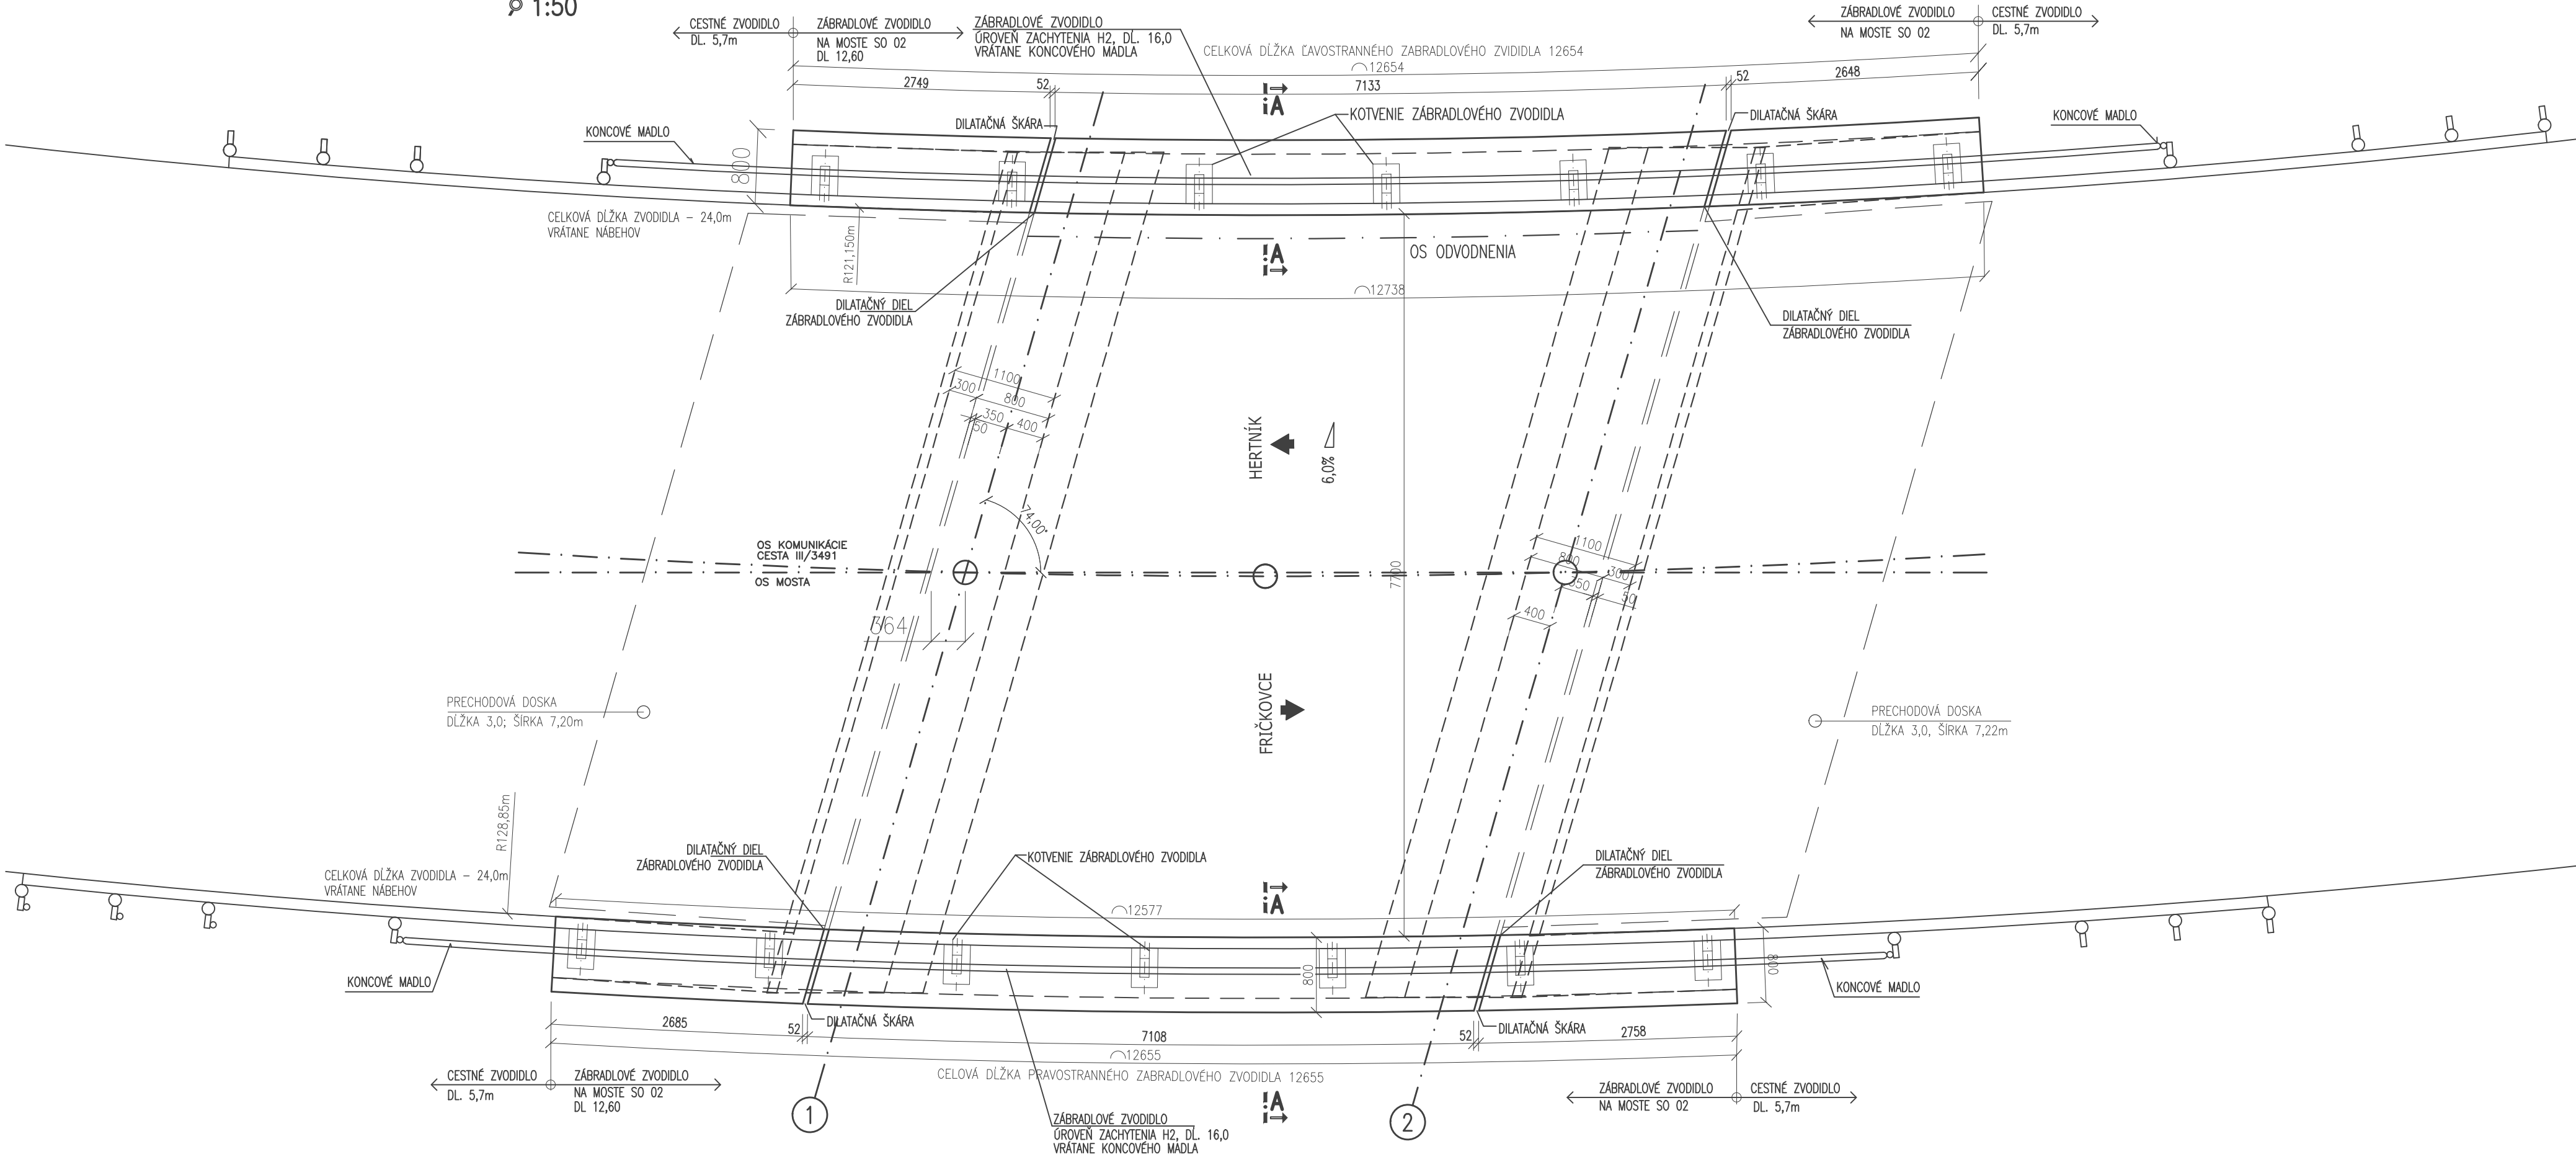 1:50
CESTNÉ ZVODIDLO
DL. 5,7m
ZÁBRADLOVÉ ZVODIDLO
NA MOSTE SO 02
DL 12,60
ZÁBRADLOVÉ ZVODIDLO
ÚROVEŇ ZACHYTENIA H2, DL. 16,0
VRÁTANE KONCOVÉHO MADLA
CELKOVÁ DĹŽKA ĽAVOSTRANNÉHO ZABRADLOVÉHO ZVIDIDLA 12654
ZÁBRADLOVÉ ZVODIDLO
NA MOSTE SO 02
CESTNÉ ZVODIDLO
DL. 5,7m
12654
2749
52
7133
52
2648
A
KONCOVÉ MADLO
DILATAČNÁ ŠKÁRA
KOTVENIE ZÁBRADLOVÉHO ZVODIDLA
DILATAČNÁ ŠKÁRA
KONCOVÉ MADLO
800
CELKOVÁ DĹŽKA ZVODIDLA – 24,0m
VRÁTANE NÁBEHOV
R121,150m
A
OS ODVODNENIA
12738
DILATAČNÝ DIEL
ZÁBRADLOVÉHO ZVODIDLA
DILATAČNÝ DIEL
ZÁBRADLOVÉHO ZVODIDLA
1100
300
800
350
400
50
HERTNÍK
6,0%
74,00°
OS KOMUNIKÁCIE
CESTA III/3491
OS MOSTA
7700
1100
800
300
350
50
400
364
FRIČKOVCE
PRECHODOVÁ DOSKA
DĹŽKA 3,0; ŠÍRKA 7,20m
PRECHODOVÁ DOSKA
DĹŽKA 3,0, ŠÍRKA 7,22m
R128,85m
DILATAČNÝ DIEL
ZÁBRADLOVÉHO ZVODIDLA
KOTVENIE ZÁBRADLOVÉHO ZVODIDLA
DILATAČNÝ DIEL
ZÁBRADLOVÉHO ZVODIDLA
CELKOVÁ DĹŽKA ZVODIDLA – 24,0m
VRÁTANE NÁBEHOV
A
12577
800
800
KONCOVÉ MADLO
KONCOVÉ MADLO
DILATAČNÁ ŠKÁRA
DILATAČNÁ ŠKÁRA
2685
52
7108
52
2758
12655
CELOVÁ DĹŽKA PRAVOSTRANNÉHO ZABRADLOVÉHO ZVODIDLA 12655
CESTNÉ ZVODIDLO
DL. 5,7m
ZÁBRADLOVÉ ZVODIDLO
NA MOSTE SO 02
DL 12,60
1
A
2
ZÁBRADLOVÉ ZVODIDLO
NA MOSTE SO 02
CESTNÉ ZVODIDLO
DL. 5,7m
ZÁBRADLOVÉ ZVODIDLO
ÚROVEŇ ZACHYTENIA H2, DL. 16,0
VRÁTANE KONCOVÉHO MADLA